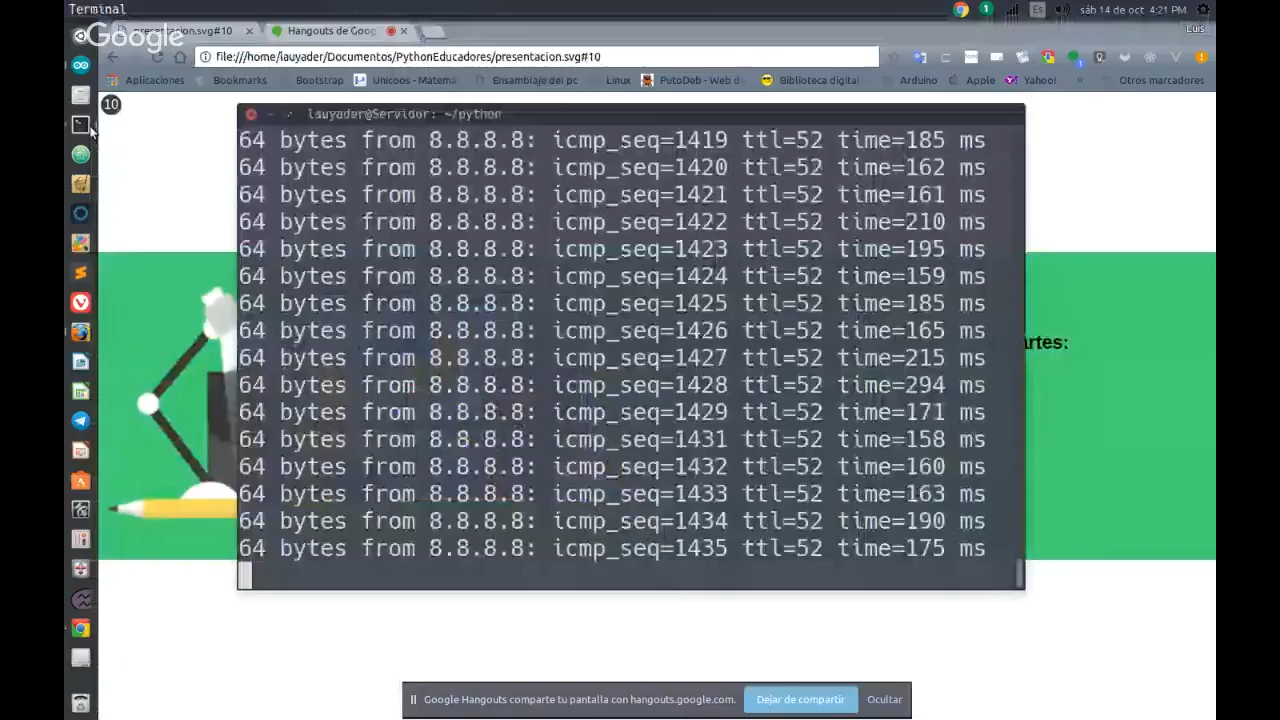 Terminal
Es
sáb 14 de oct 4:21 PM
Google
presentacion.svg#10
Hangouts de Goog
Luis
file:///home/lauyader/Documentos/PythonEducadores/presentacion.svg#10
Aplicaciones
Bookmarks
Bootstrap
Unicoos - Matema
Ensamblaje del pc
Linux
PutoDeb - Web d
Biblioteca digital
Arduino
Apple
Yahoo!
Otros marcadores
10
lauyader@Servidor: ~/python
64 bytes from 8.8.8.8: icmp_seq=1419 ttl=52 time=185 ms
64 bytes from 8.8.8.8: icmp_seq=1420 ttl=52 time=162 ms
64 bytes from 8.8.8.8: icmp_seq=1421 ttl=52 time=161 ms
64 bytes from 8.8.8.8: icmp_seq=1422 ttl=52 time=210 ms
64 bytes from 8.8.8.8: icmp_seq=1423 ttl=52 time=195 ms
64 bytes from 8.8.8.8: icmp_seq=1424 ttl=52 time=159 ms
64 bytes from 8.8.8.8: icmp_seq=1425 ttl=52 time=185 ms
64 bytes from 8.8.8.8: icmp_seq=1426 ttl=52 time=165 ms
64 bytes from 8.8.8.8: icmp_seq=1427 ttl=52 time=215 ms
64 bytes from 8.8.8.8: icmp_seq=1428 ttl=52 time=294 ms
64 bytes from 8.8.8.8: icmp_seq=1429 ttl=52 time=171 ms
64 bytes from 8.8.8.8: icmp_seq=1431 ttl=52 time=158 ms
64 bytes from 8.8.8.8: icmp_seq=1432 ttl=52 time=160 ms
64 bytes from 8.8.8.8: icmp_seq=1433 ttl=52 time=163 ms
64 bytes from 8.8.8.8: icmp_seq=1434 ttl=52 time=190 ms
64 bytes from 8.8.8.8: icmp_seq=1435 ttl=52 time=175 ms
artes:
Google Hangouts comparte tu pantalla con hangouts.google.com.
Dejar de compartir
Ocultar